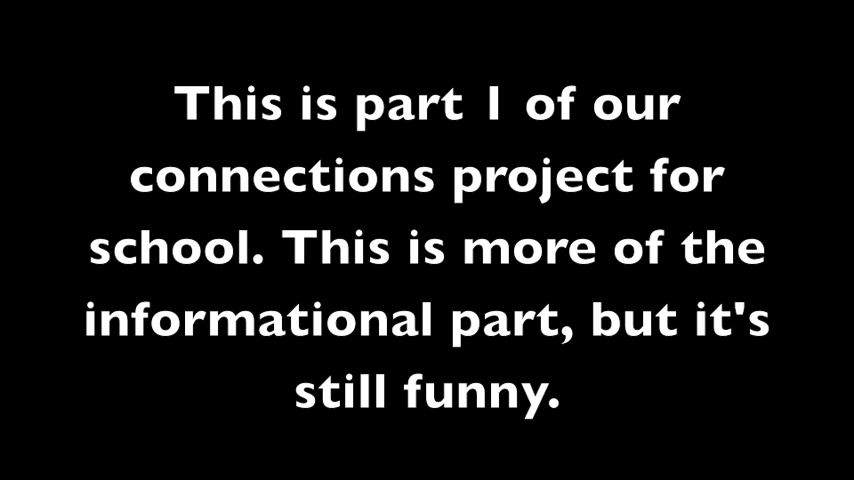 This is part 1 of our
connections project for
school. This is more of the
informational part, but it's
still funny.